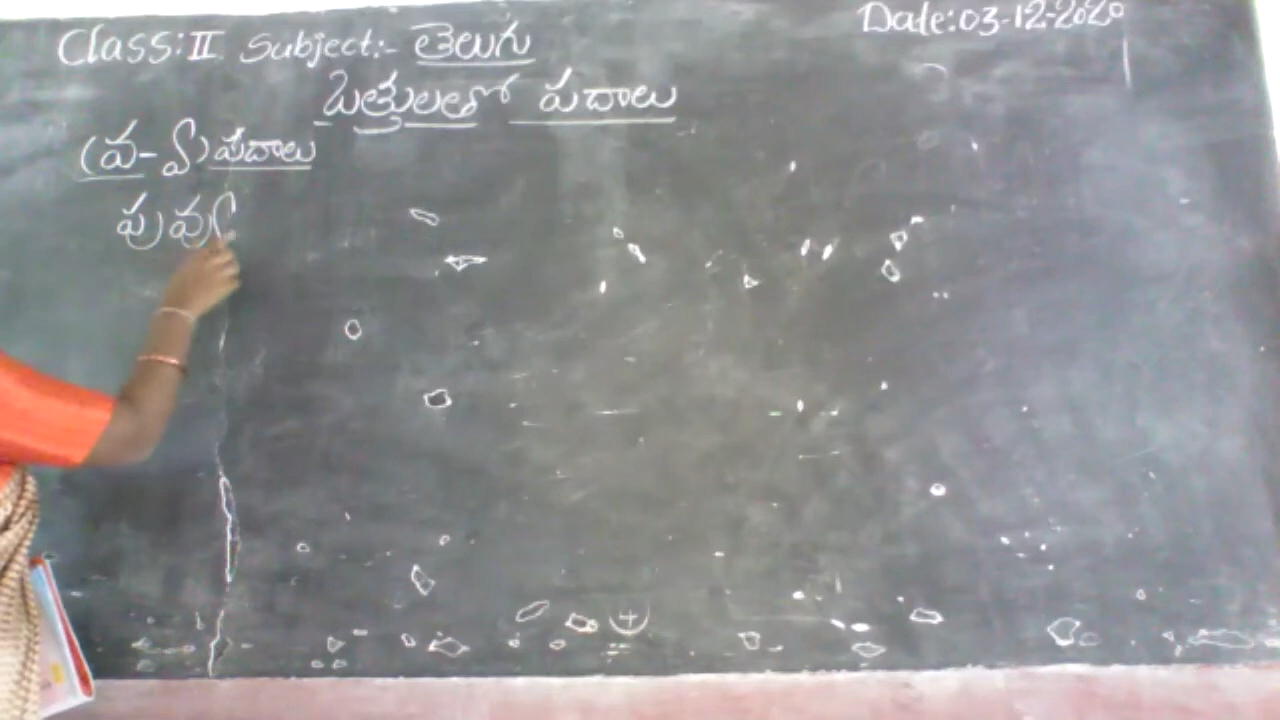 Class:II Subject:- తెలుగు Date:03-12-2020
ఒత్తులతో పదాలు
(వ- ్వ) పదాలు
పువ్వు